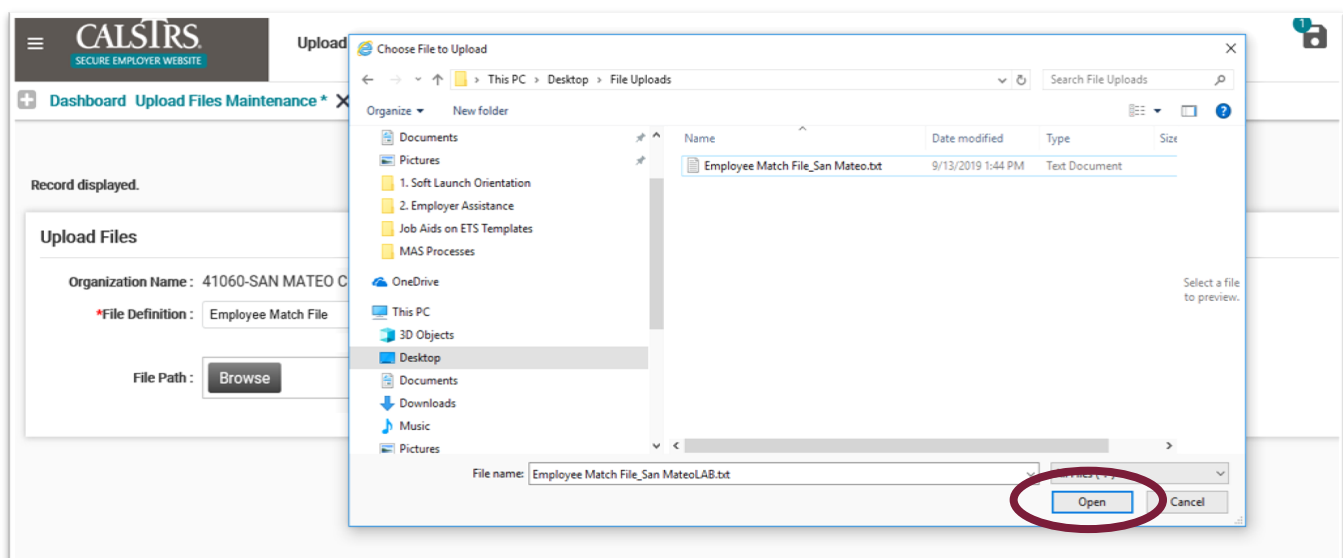 CALSTRS.
SECURE EMPLOYER WEBSITE
Upload
1
Dashboard Upload Files Maintenance *
Record displayed.
Upload Files
Organization Name : 41060-SAN MATEO C
*File Definition : Employee Match File
File Path : Browse
Choose File to Upload
This PC > Desktop > File Uploads
Search File Uploads
Organize New folder
Documents
Pictures
1. Soft Launch Orientation
2. Employer Assistance
Job Aids on ETS Templates
MAS Processes
OneDrive
This PC
3D Objects
Desktop
Documents
Downloads
Music
Pictures
Name Date modified Type Size
Employee Match File_San Mateo.txt 9/13/2019 1:44 PM Text Document
Select a file
to preview.
File name: Employee Match File_San MateoLAB.txt
Open Cancel